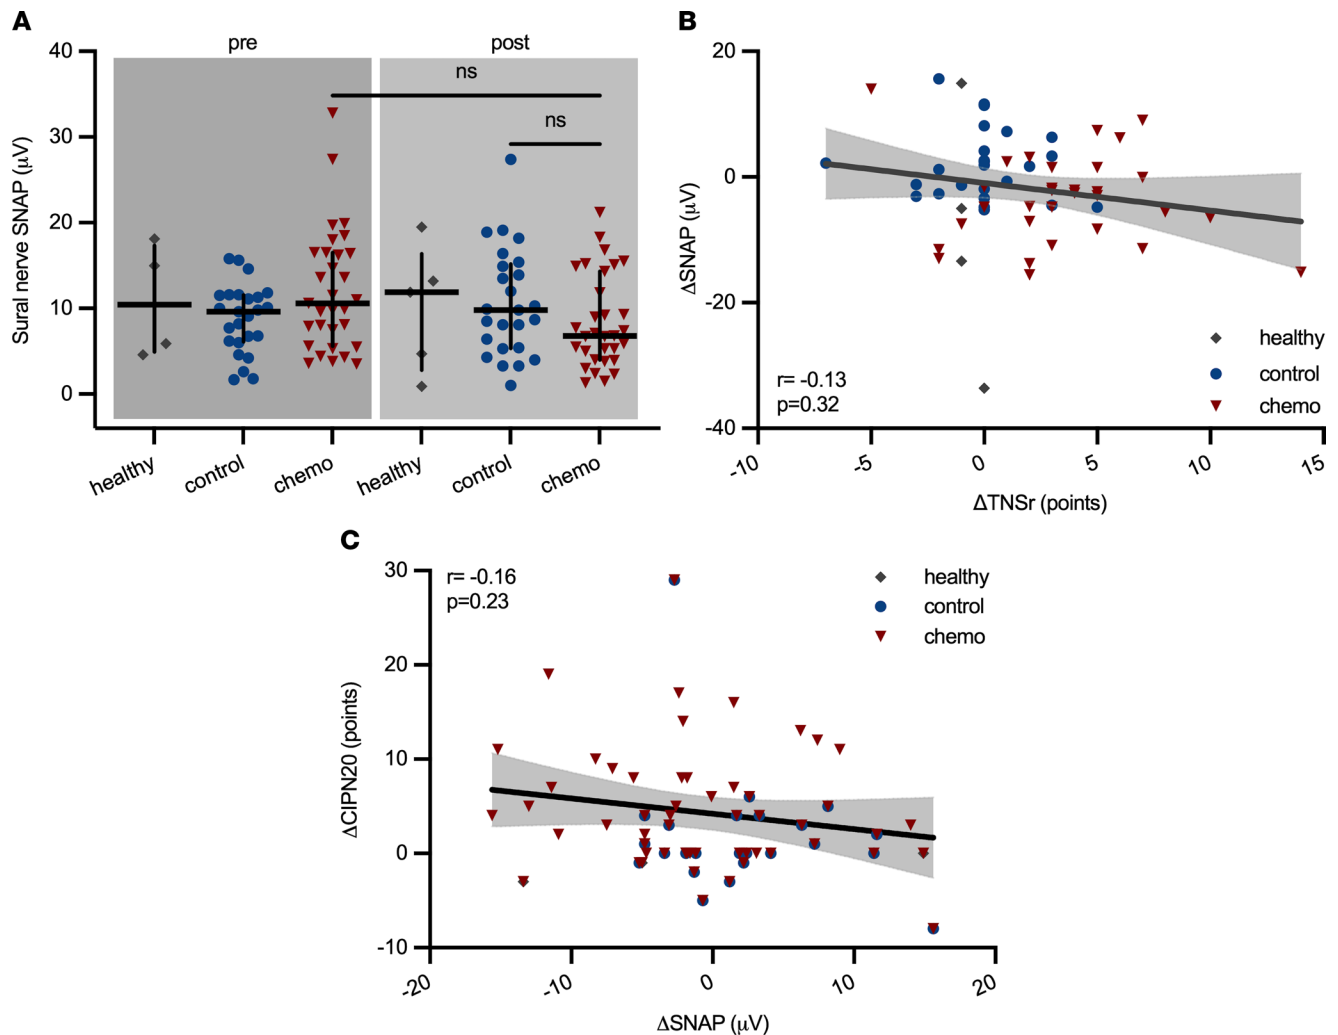 A
pre
post
ns
ns
Sural nerve SNAP (μV)
40
30
20
10
0
healthy
control
chemo
healthy
control
chemo
B
20
0
-20
-40
ΔSNAP (μV)
r= -0.13
p=0.32
healthy
control
chemo
-10
-5
0
5
10
15
ΔTNSr (points)
C
30
20
10
0
-10
ΔCIPN20 (points)
r= -0.16
p=0.23
healthy
control
chemo
-20
-10
0
10
20
ΔSNAP (μV)